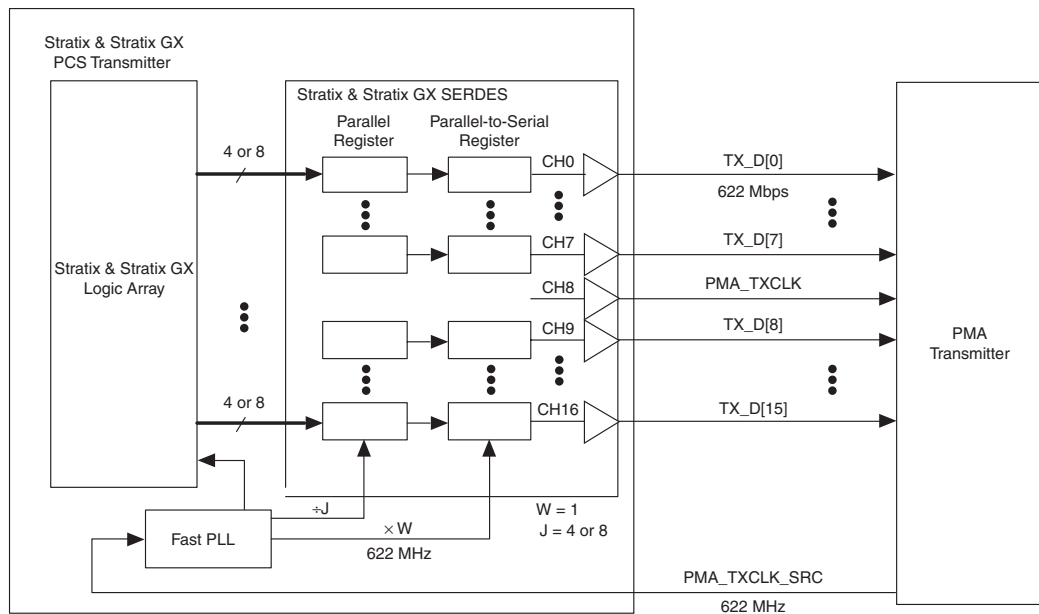 Stratix & Stratix GX
PCS Transmitter
Stratix & Stratix GX SERDES
Parallel
Register
Parallel-to-Serial
Register
4 or 8
CH0
TX_D[0]
622 Mbps
CH7
TX_D[7]
Stratix & Stratix GX
Logic Array
CH8
PMA_TXCLK
CH9
TX_D[8]
PMA
Transmitter
4 or 8
CH16
TX_D[15]
÷J
W = 1
J = 4 or 8
× W
622 MHz
Fast PLL
PMA_TXCLK_SRC
622 MHz